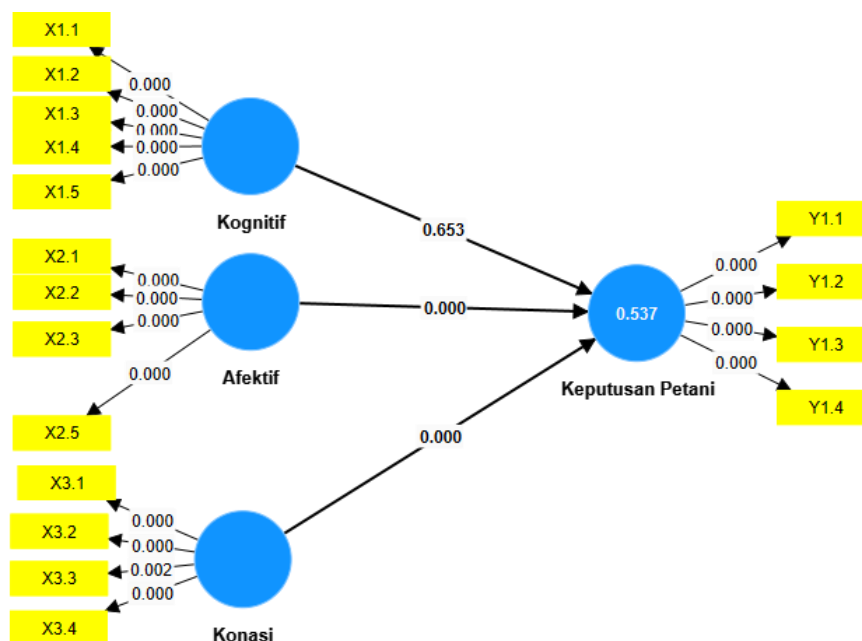 X1.1
X1.2
X1.3
X1.4
X1.5
0.000
0.000
0.000
0.000
0.000
Kognitif
X2.1
X2.2
X2.3
X2.5
0.000
0.000
0.000
0.000
Afektif
X3.1
X3.2
X3.3
X3.4
0.000
0.000
0.002
0.000
Konasi
0.653
0.000
0.000
0.537
Keputusan Petani
0.000
0.000
0.000
0.000
Y1.1
Y1.2
Y1.3
Y1.4